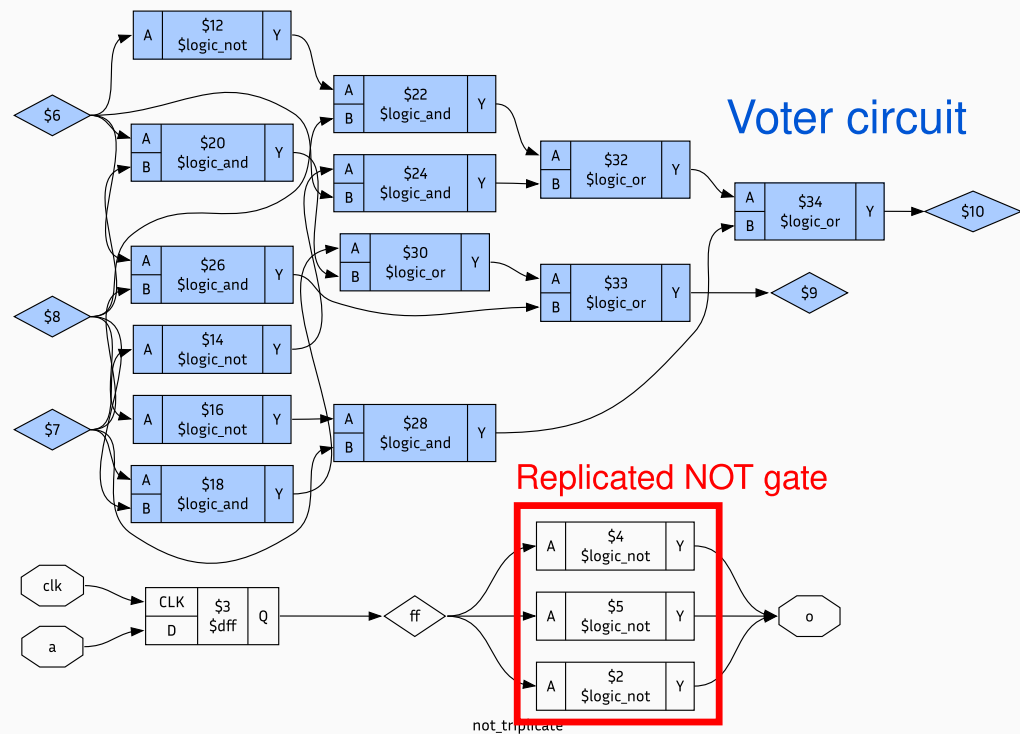 $12
A $logic_not Y
$6
A $22 Y
B $logic_and
Voter circuit
A $20 Y
B $logic_and
A $24 Y
B $logic_and
A $32 Y
B $logic_or
A $34 Y
B $logic_or
$10
A $30 Y
B $logic_or
A $26 Y
B $logic_and
A $33 Y
B $logic_or
$9
$8
$14
A $logic_not Y
$16
A $logic_not Y
$7
A $28 Y
B $logic_and
A $18 Y
B $logic_and
Replicated NOT gate
$4
A $logic_not Y
clk
CLK $3 Q
D $dff
ff
$5
A $logic_not Y
o
a
$2
A $logic_not Y
not_triplicate